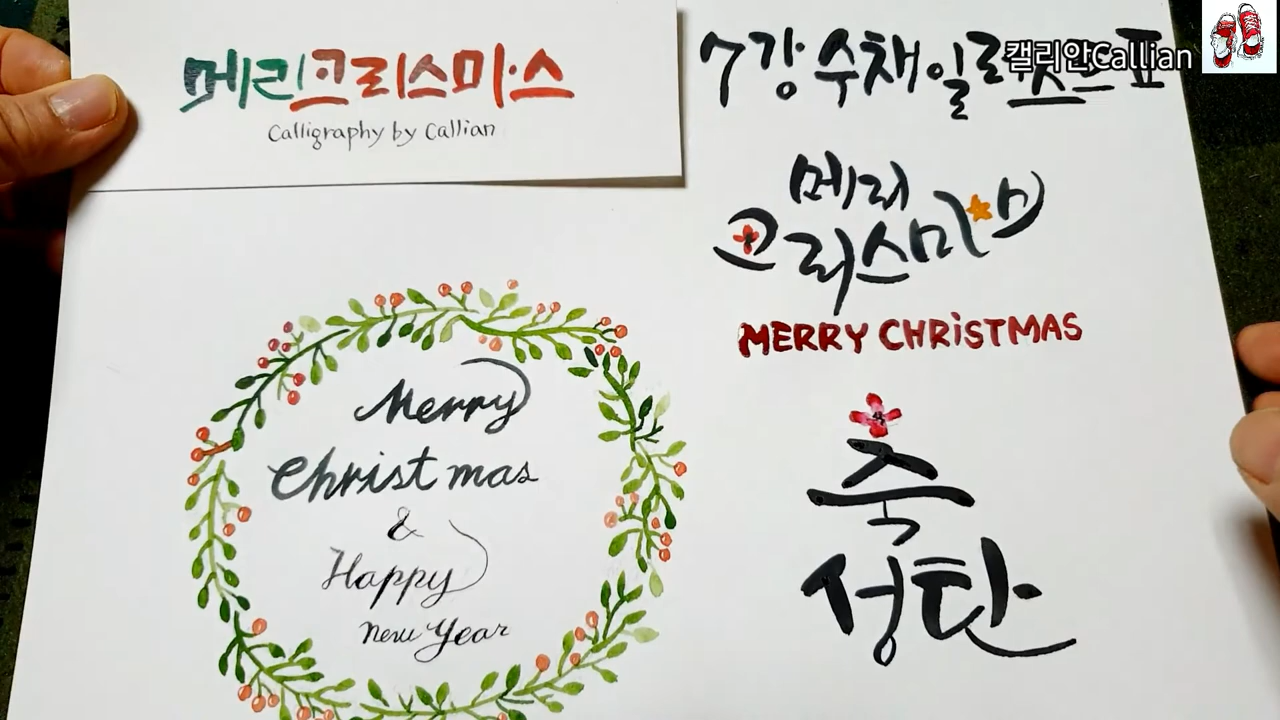 메리크리스마스
Calligraphy by Callian
7강 수채 일러스트
캘리안Callian
메리
크리스마스
MERRY CHRiSTMAS
축
성탄
Merry
Christmas
&
Happy
New Year